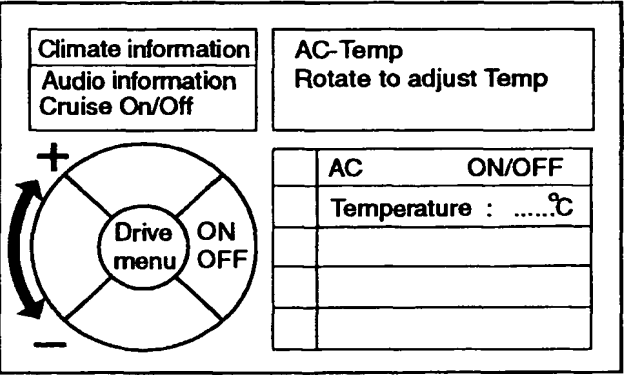 Climate information
Audio information
Cruise On/Off
AC-Temp
Rotate to adjust Temp
+
Drive
menu
ON
OFF
−
AC ON/OFF
Temperature : ......°C